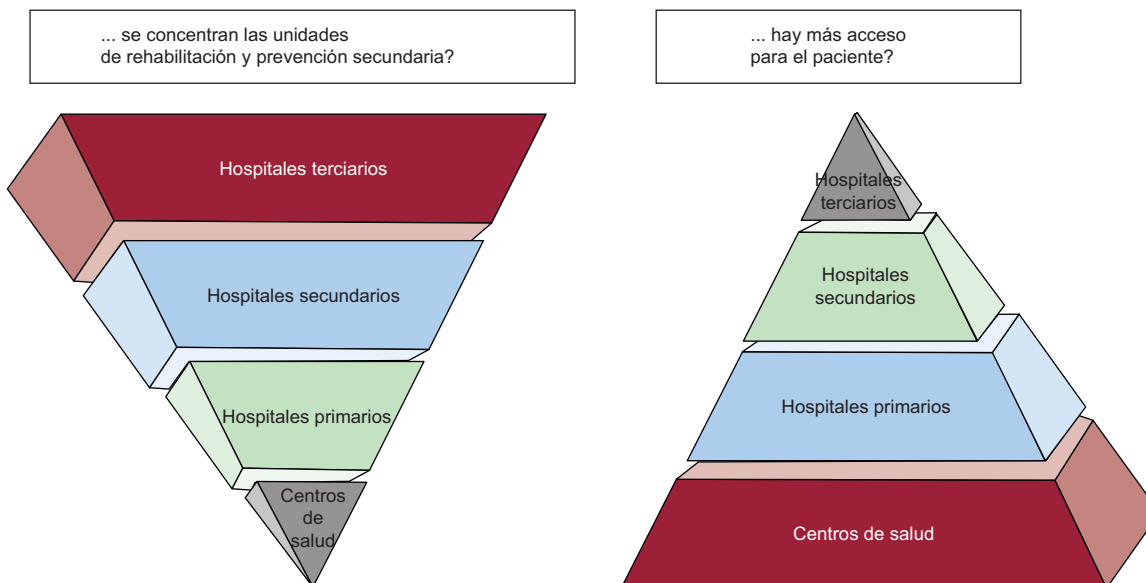 ... se concentran las unidades
de rehabilitación y prevención secundaria?
... hay más acceso
para el paciente?
Hospitales terciarios
Hospitales secundarios
Hospitales primarios
Centros
de
salud
Hospitales
terciarios
Hospitales
secundarios
Hospitales primarios
Centros de salud